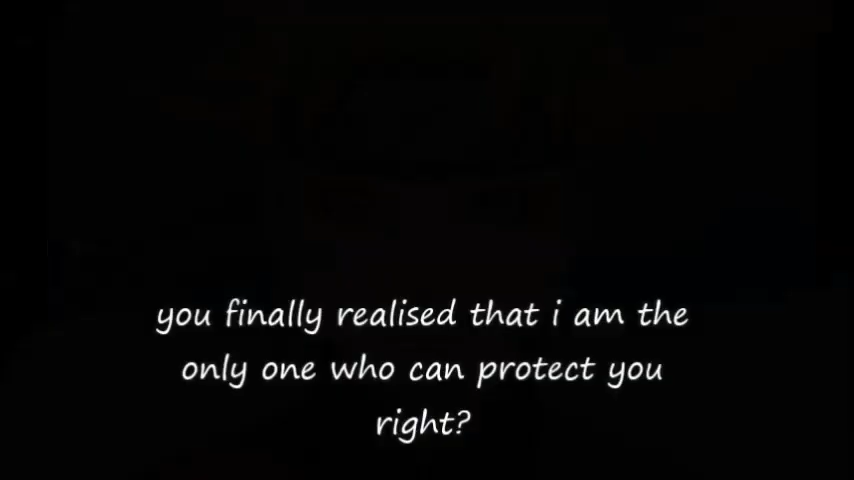 you finally realised that i am the
only one who can protect you
right?